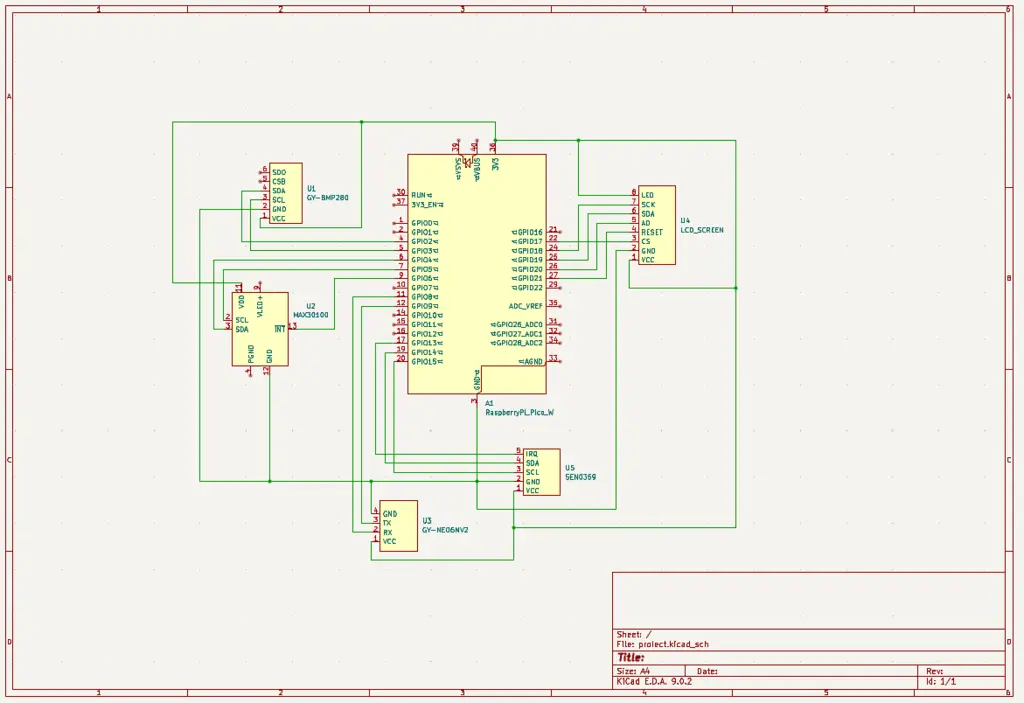 1 2 3 4 5 6
A A
39 40 36
VSYS VBUS 3V3
6 SDO
5 CSB
4 SDA
3 SCL
2 GND
1 VCC
U1
GY-BMP280
30 RUN
37 3V3_EN
1 GPIO0
2 GPIO1
4 GPIO2
5 GPIO3
6 GPIO4
7 GPIO5
9 GPIO6
10 GPIO7
11 GPIO8
12 GPIO9
14 GPIO10
15 GPIO11
16 GPIO12
17 GPIO13
19 GPIO14
20 GPIO15
GPIO16 21
GPIO17 22
GPIO18 24
GPIO19 25
GPIO20 26
GPIO21 27
GPIO22 29
ADC_VREF 35
GPIO26_ADC0 31
GPIO27_ADC1 32
GPIO28_ADC2 34
AGND 33
GND
3
A1
RaspberryPi_Pico_W
8 LED
7 SCK
6 SDA
5 AO
4 RESET
3 CS
2 GND
1 VCC
U4
LCD_SCREEN
B B
11 9
VDD VLED+
2 SCL
3 SDA
INT 13
PGND GND
4 12
U2
MAX30100
C C
5 IRQ
4 SDA
3 SCL
2 GND
1 VCC
U5
SEN0369
4 GND
3 TX
2 RX
1 VCC
U3
GY-NEO6MV2
D D
Sheet: /
File: project.kicad_sch
Title:
Size: A4 Date: Rev:
KiCad E.D.A. 9.0.2 Id: 1/1
1 2 3 4 5 6